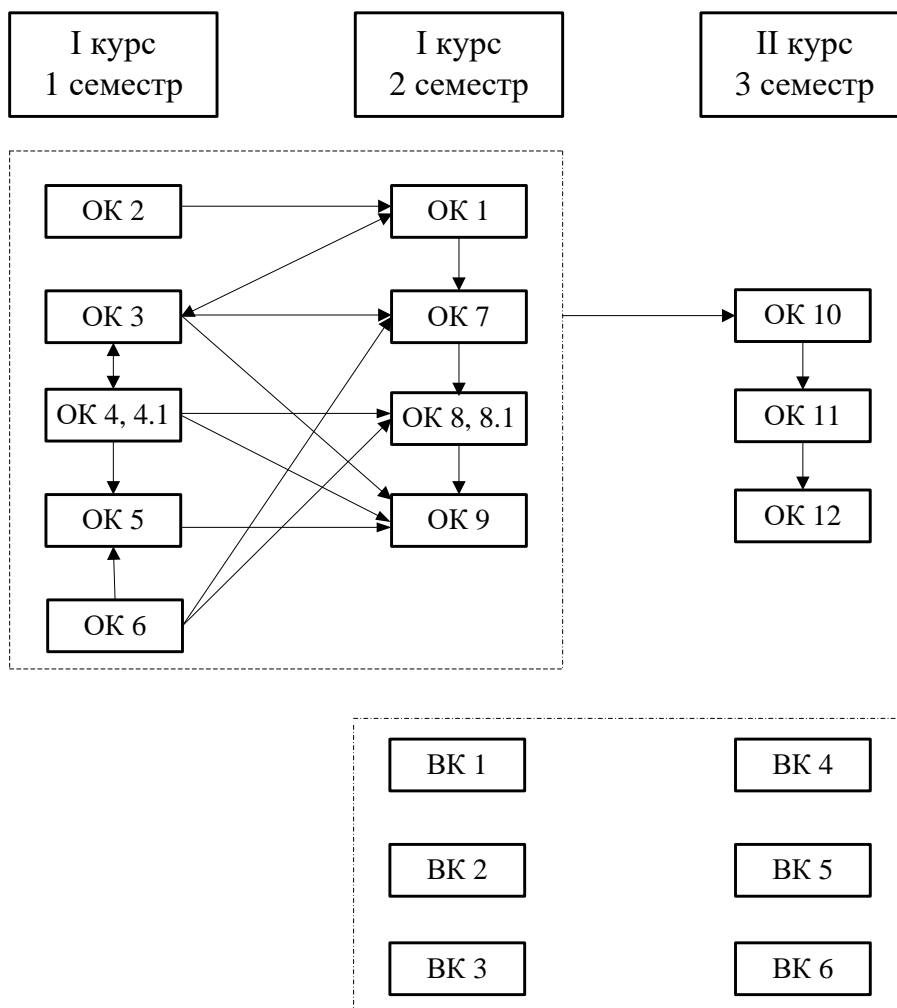 І курс
1 семестр
І курс
2 семестр
ІІ курс
3 семестр
ОК 2
ОК 1
ОК 3
ОК 7
ОК 10
ОК 4, 4.1
ОК 8, 8.1
ОК 11
ОК 5
ОК 9
ОК 12
ОК 6
ВК 1
ВК 4
ВК 2
ВК 5
ВК 3
ВК 6